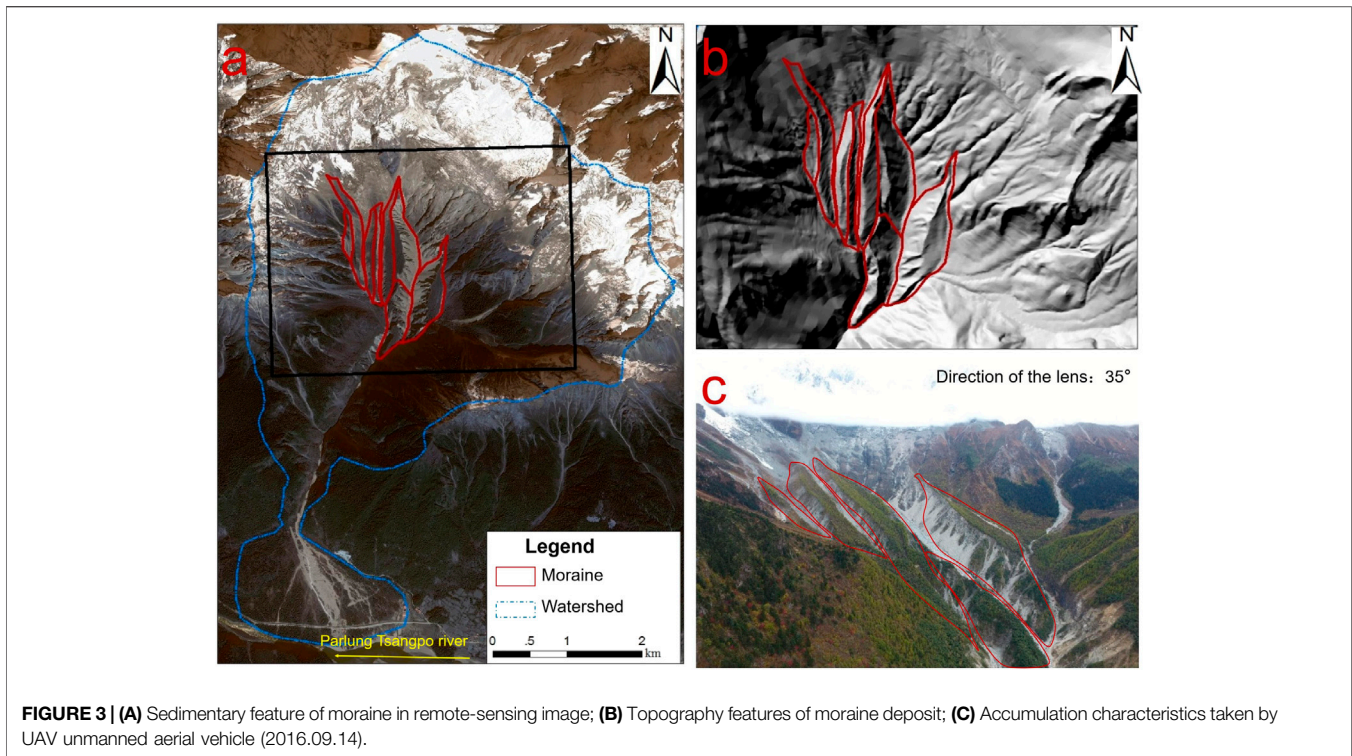 a
N
Legend
Moraine
Watershed
0 .5 1 2
km
Parlung Tsangpo river
b
N
c
Direction of the lens: 35°
FIGURE 3 | (A) Sedimentary feature of moraine in remote-sensing image; (B) Topography features of moraine deposit; (C) Accumulation characteristics taken by
UAV unmanned aerial vehicle (2016.09.14).